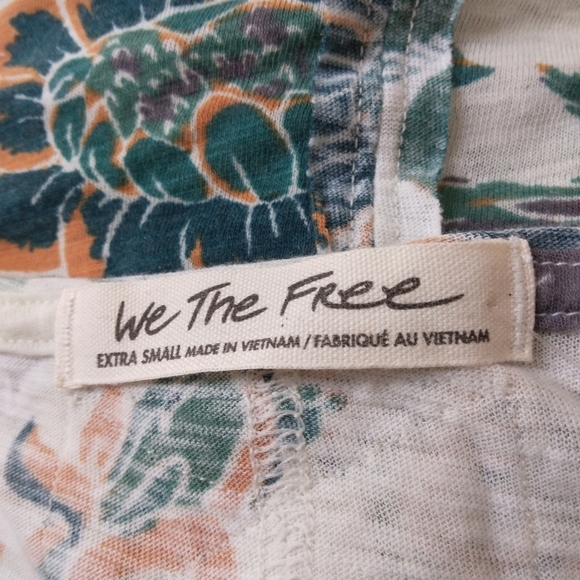 We The Free
EXTRA SMALL MADE IN VIETNAM / FABRIQUÉ AU VIETNAM